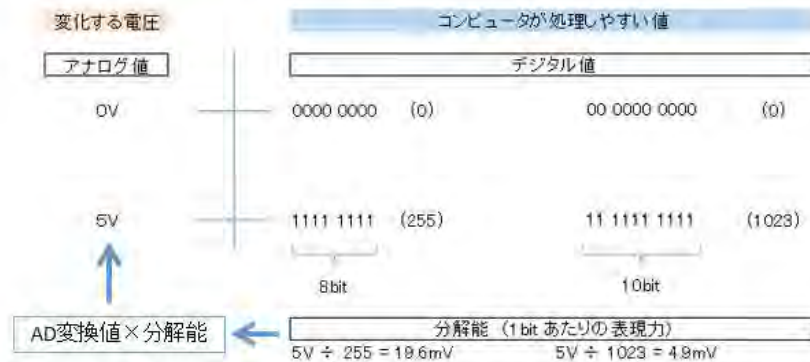 変化する電圧 コンピュータが処理しやすい値
アナログ値 デジタル値
0V 0000 0000 (0) 00 0000 0000 (0)
5V 1111 1111 (255) 11 1111 1111 (1023)
8bit 10bit
AD変換値×分解能 分解能 (1bit あたりの表現力)
5V ÷ 255 = 19.6mV 5V ÷ 1023 = 4.9mV